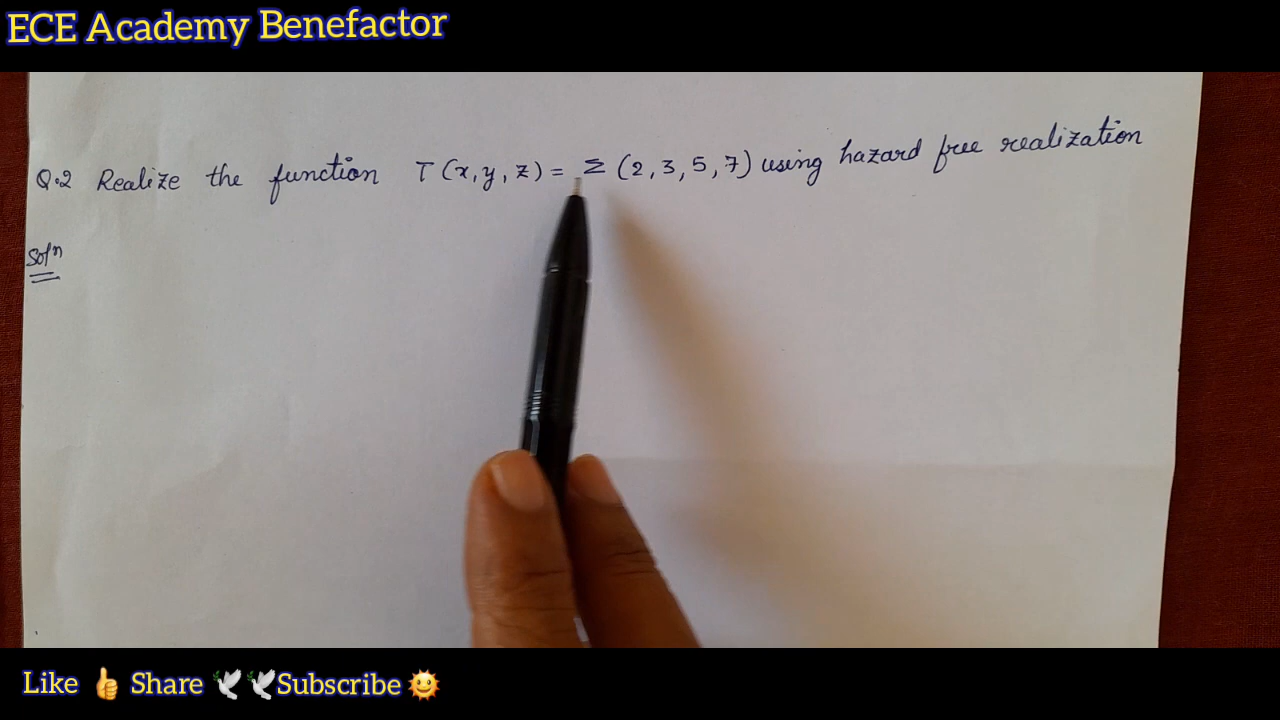 ECE Academy Benefactor
Q.2 Realize the function T(x,y,z) = Σ (2,3,5,7) using hazard free realization
Solⁿ
Like 👍 Share 🕊️🕊️Subscribe 🌞